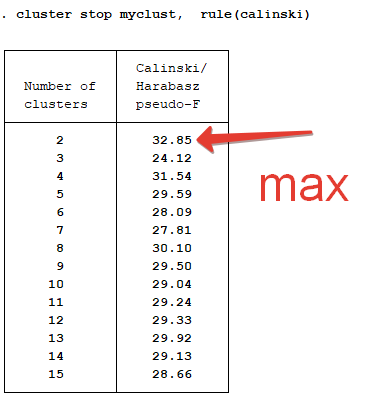 . cluster stop myclust,  rule(calinski)
Calinski/
Number of Harabasz
clusters pseudo-F
2 32.85
3 24.12
4 31.54
5 29.59
6 28.09
7 27.81
8 30.10
9 29.50
10 29.04
11 29.24
12 29.33
13 29.92
14 29.13
15 28.66
max